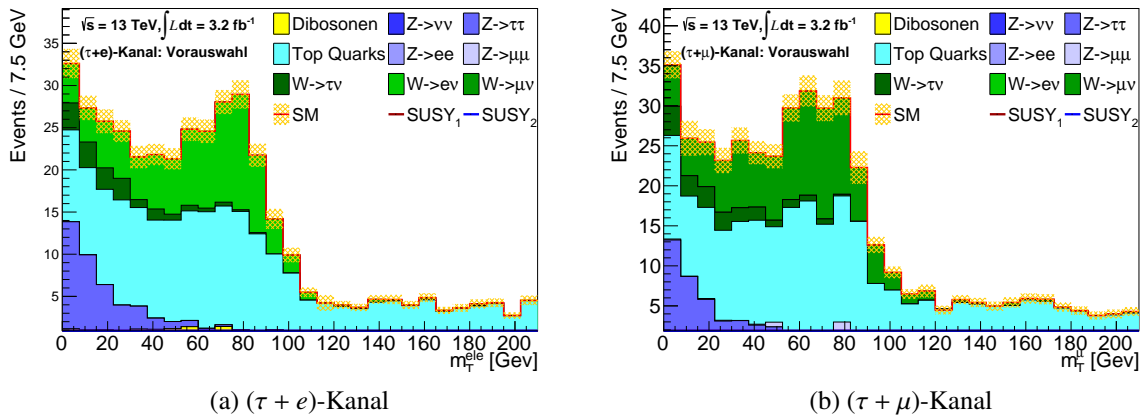 √s = 13 TeV, ∫Ldt = 3.2 fb⁻¹
(τ+e)-Kanal: Vorauswahl
Dibosonen
Z->νν
Z->ττ
Top Quarks
Z->ee
Z->μμ
W->τν
W->eν
W->μν
SM
SUSY₁
SUSY₂
Events / 7.5 GeV
35
30
25
20
15
10
5
0 20 40 60 80 100 120 140 160 180 200
m_T^ele [Gev]
(a) (τ + e)-Kanal
√s = 13 TeV, ∫Ldt = 3.2 fb⁻¹
(τ+μ)-Kanal: Vorauswahl
Dibosonen
Z->νν
Z->ττ
Top Quarks
Z->ee
Z->μμ
W->τν
W->eν
W->μν
SM
SUSY₁
SUSY₂
Events / 7.5 GeV
40
35
30
25
20
15
10
5
0 20 40 60 80 100 120 140 160 180 200
m_T^μ [Gev]
(b) (τ + μ)-Kanal